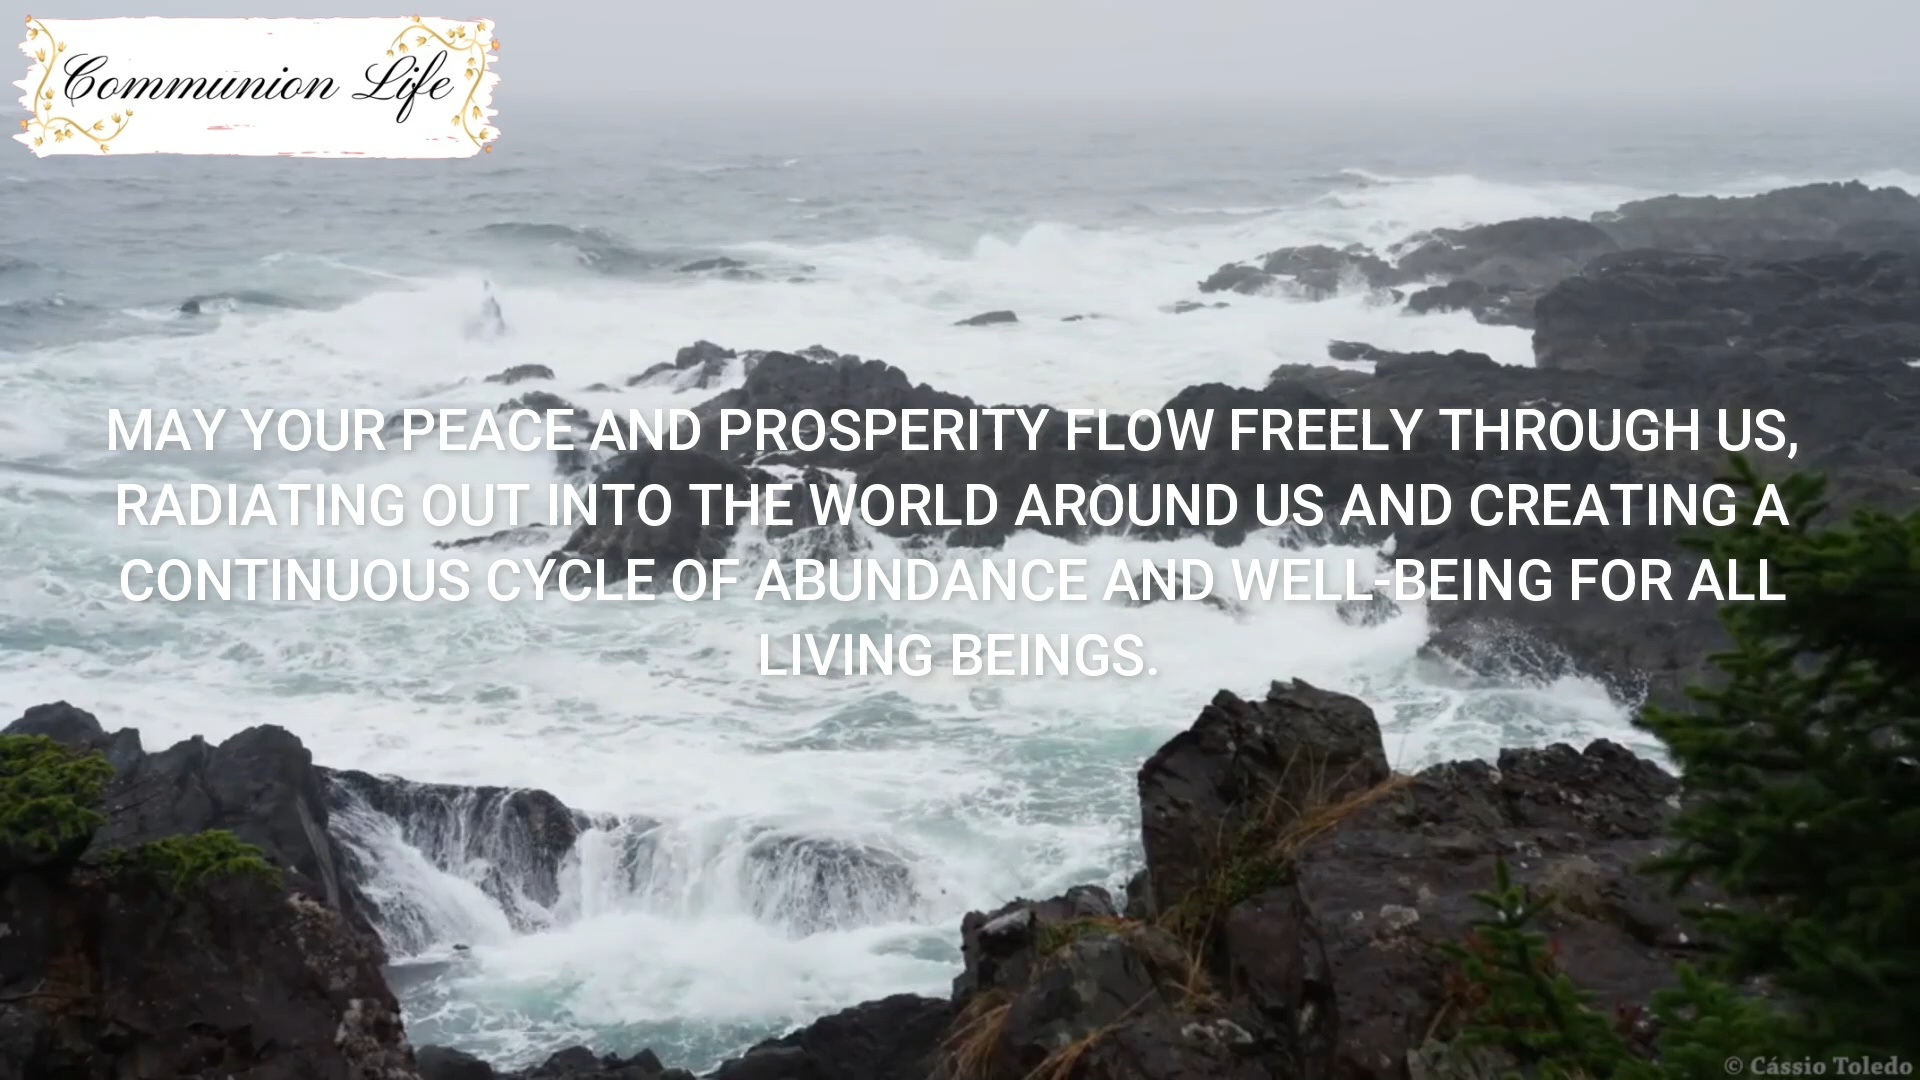 Communion Life
MAY YOUR PEACE AND PROSPERITY FLOW FREELY THROUGH US,
RADIATING OUT INTO THE WORLD AROUND US AND CREATING A
CONTINUOUS CYCLE OF ABUNDANCE AND WELL-BEING FOR ALL
LIVING BEINGS.
© Cássio Toledo